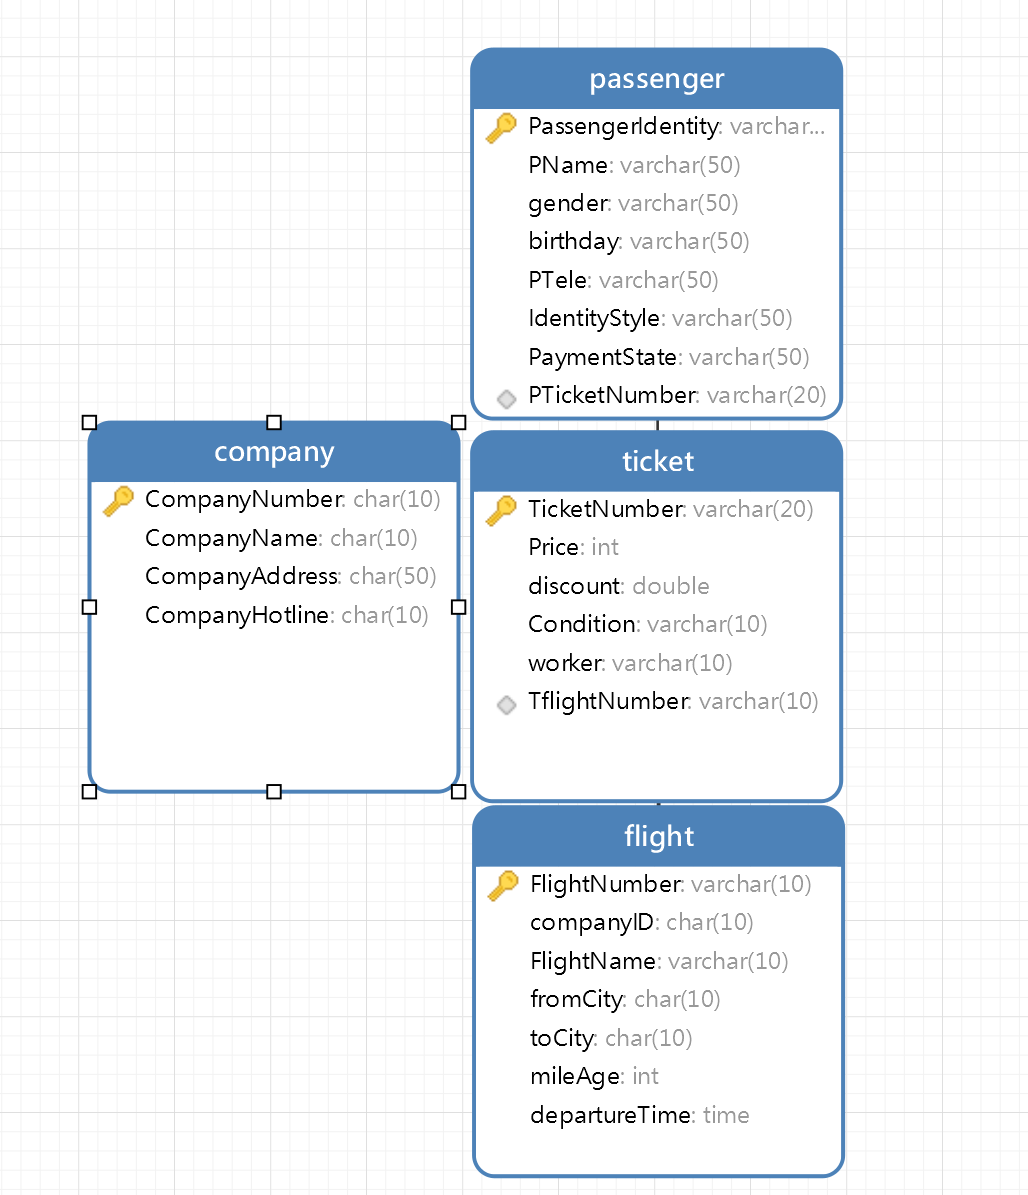 passenger
PassengerIdentity: varchar...
PName: varchar(50)
gender: varchar(50)
birthday: varchar(50)
PTele: varchar(50)
IdentityStyle: varchar(50)
PaymentState: varchar(50)
PTicketNumber: varchar(20)
company
CompanyNumber: char(10)
CompanyName: char(10)
CompanyAddress: char(50)
CompanyHotline: char(10)
ticket
TicketNumber: varchar(20)
Price: int
discount: double
Condition: varchar(10)
worker: varchar(10)
TflightNumber: varchar(10)
flight
FlightNumber: varchar(10)
companyID: char(10)
FlightName: varchar(10)
fromCity: char(10)
toCity: char(10)
mileAge: int
departureTime: time